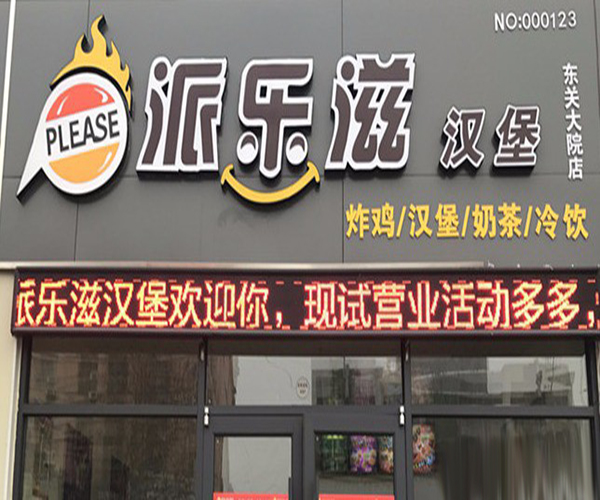 NO:000123
PLEASE
派乐滋 汉堡
东关大院店
炸鸡/汉堡/奶茶/冷饮
派乐滋汉堡欢迎你，现试营业活动多多，